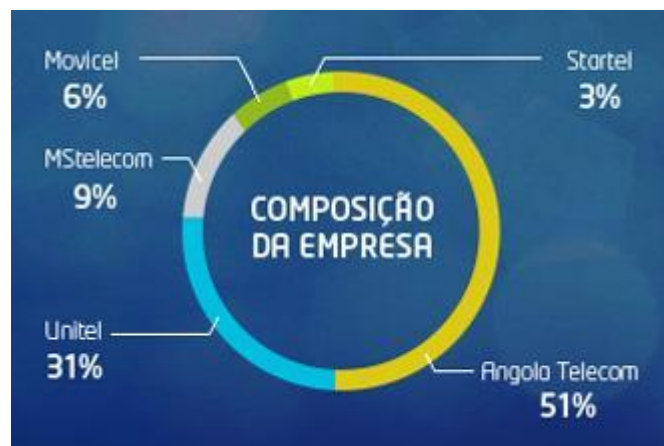 Movicel
6%
Startel
3%
MStelecom
9%
COMPOSIÇÃO
DA EMPRESA
Unitel
31%
Angola Telecom
51%